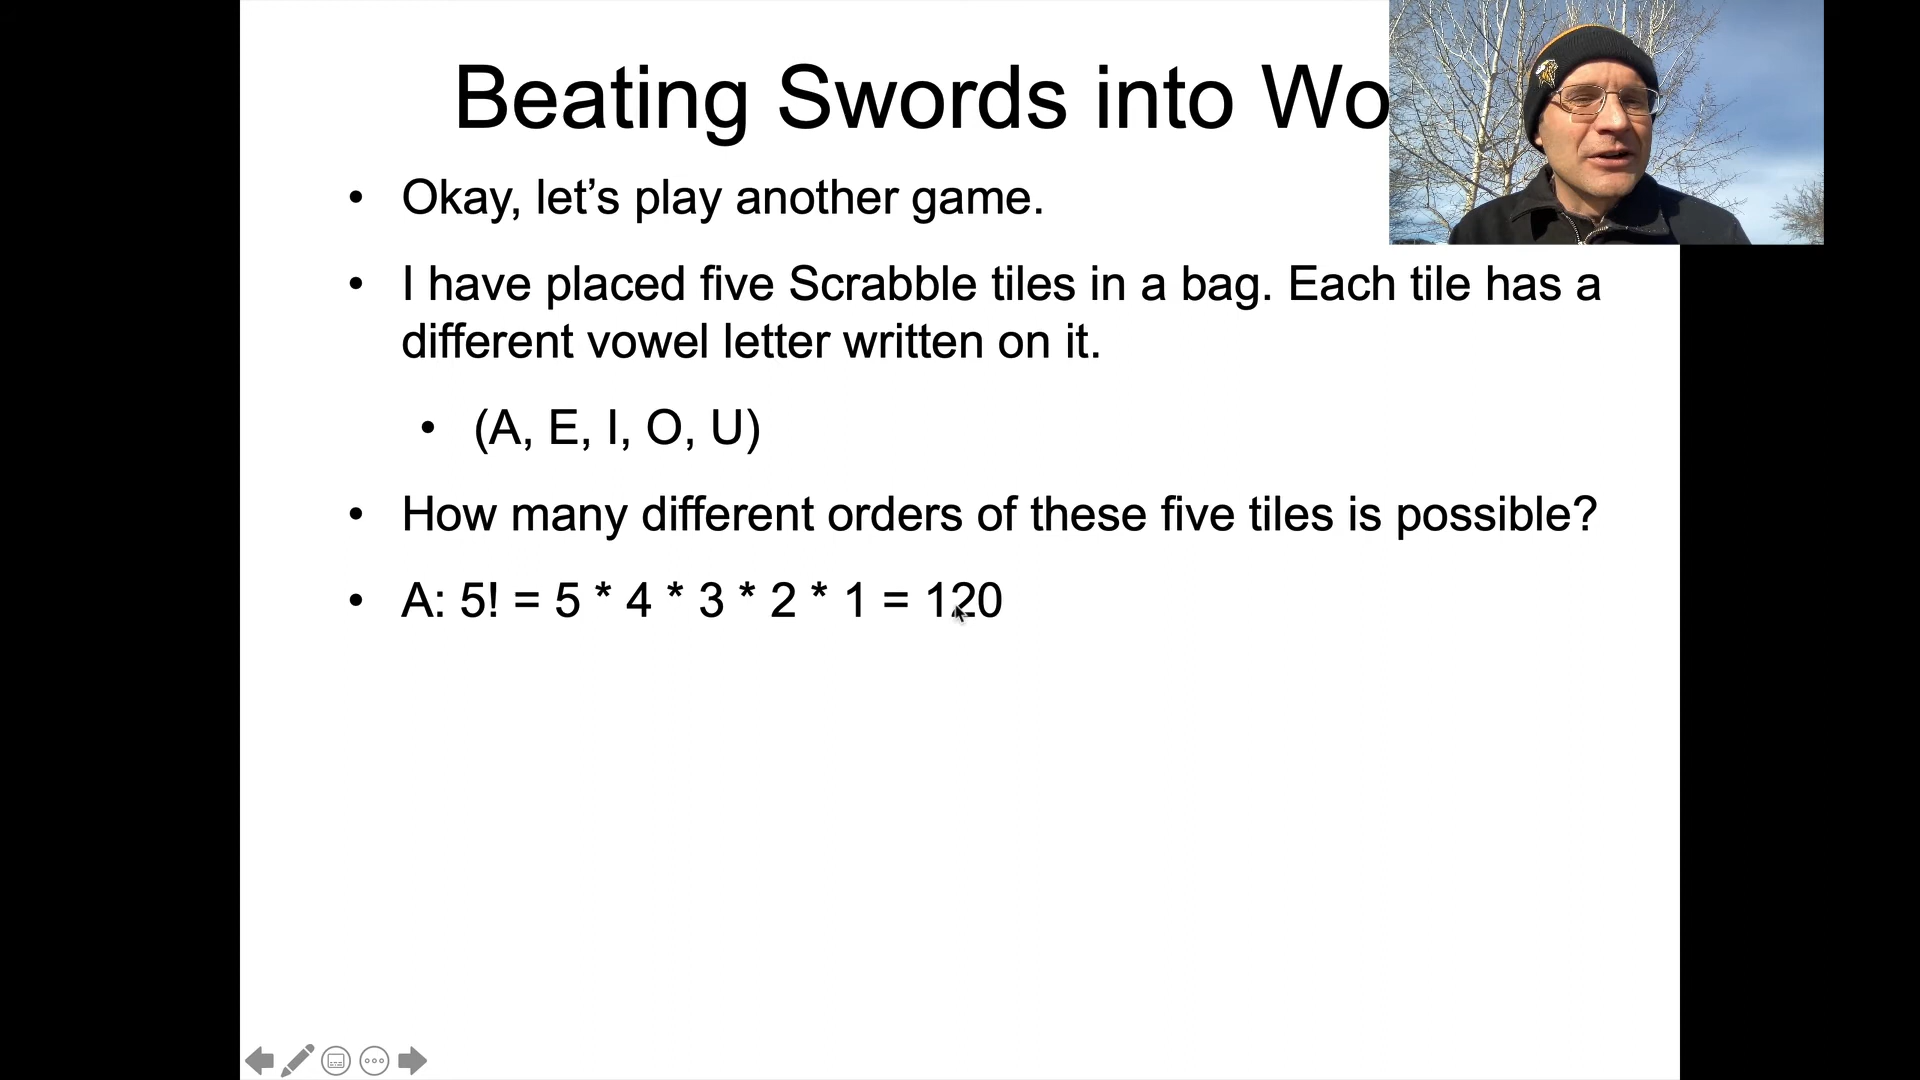 Beating Swords into Wo
• Okay, let’s play another game.
• I have placed five Scrabble tiles in a bag. Each tile has a
different vowel letter written on it.
• (A, E, I, O, U)
• How many different orders of these five tiles is possible?
• A: 5! = 5 * 4 * 3 * 2 * 1 = 120